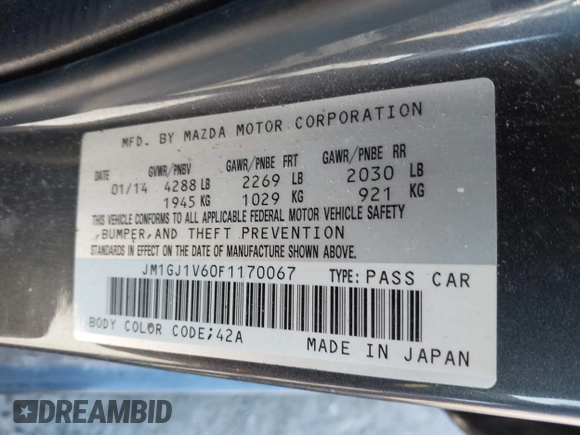 MFD. BY MAZDA MOTOR CORPORATION
DATE GVWR/PNBV GAWR/PNBE FRT GAWR/PNBE RR
01/14 4288 LB 2269 LB 2030 LB
1945 KG 1029 KG 921 KG
THIS VEHICLE CONFORMS TO ALL APPLICABLE FEDERAL MOTOR VEHICLE SAFETY
,BUMPER,AND THEFT PREVENTION
STANDARDS IN EFFECT ON THE DATE OF MANUFACTURE SHOWN ABOVE.
JM1GJ1V60F1170067 TYPE: PASS CAR
BODY COLOR CODE;42A
MADE IN JAPAN
DREAMBID